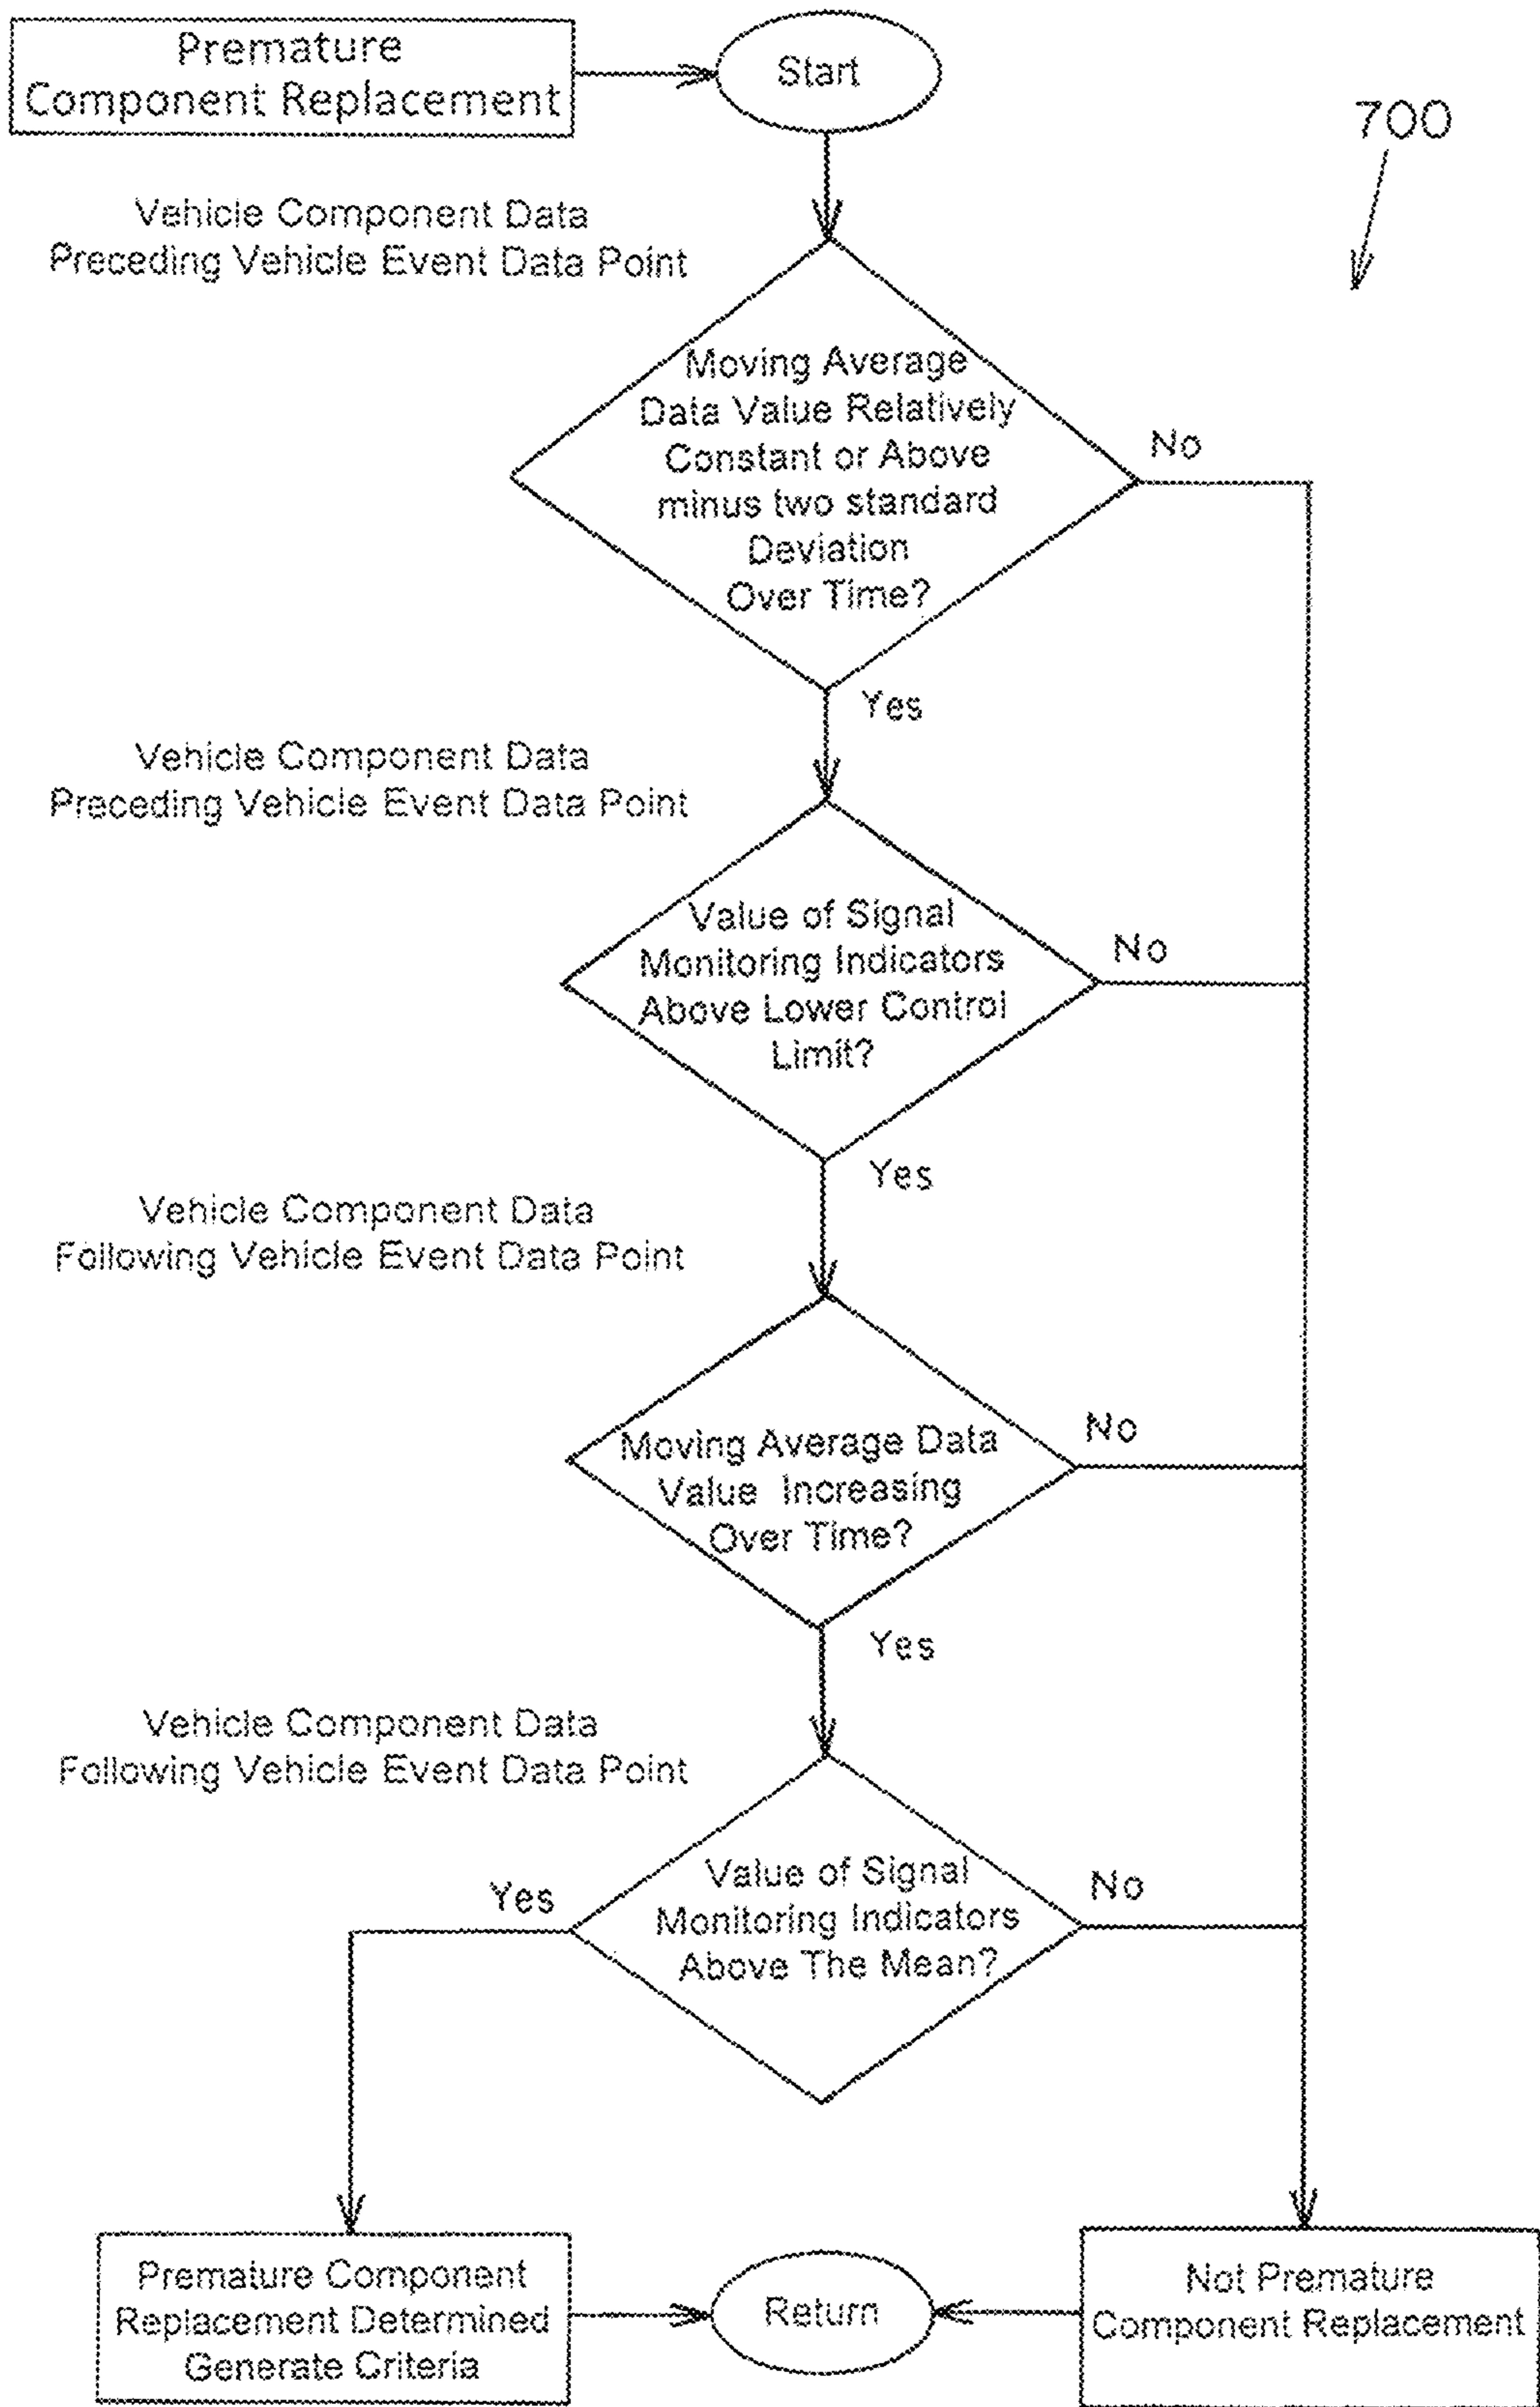 Premature
Component Replacement
Start
700
Vehicle Component Data
Preceding Vehicle Event Data Point
Moving Average
Data Value Relatively
Constant or Above
minus two standard
Deviation
Over Time?
No
Yes
Vehicle Component Data
Preceding Vehicle Event Data Point
Value of Signal
Monitoring Indicators
Above Lower Control
Limit?
No
Yes
Vehicle Component Data
Following Vehicle Event Data Point
Moving Average Data
Value Increasing
Over Time?
No
Yes
Vehicle Component Data
Following Vehicle Event Data Point
Value of Signal
Monitoring Indicators
Above The Mean?
Yes
No
Premature Component
Replacement Determined
Generate Criteria
Return
Not Premature
Component Replacement